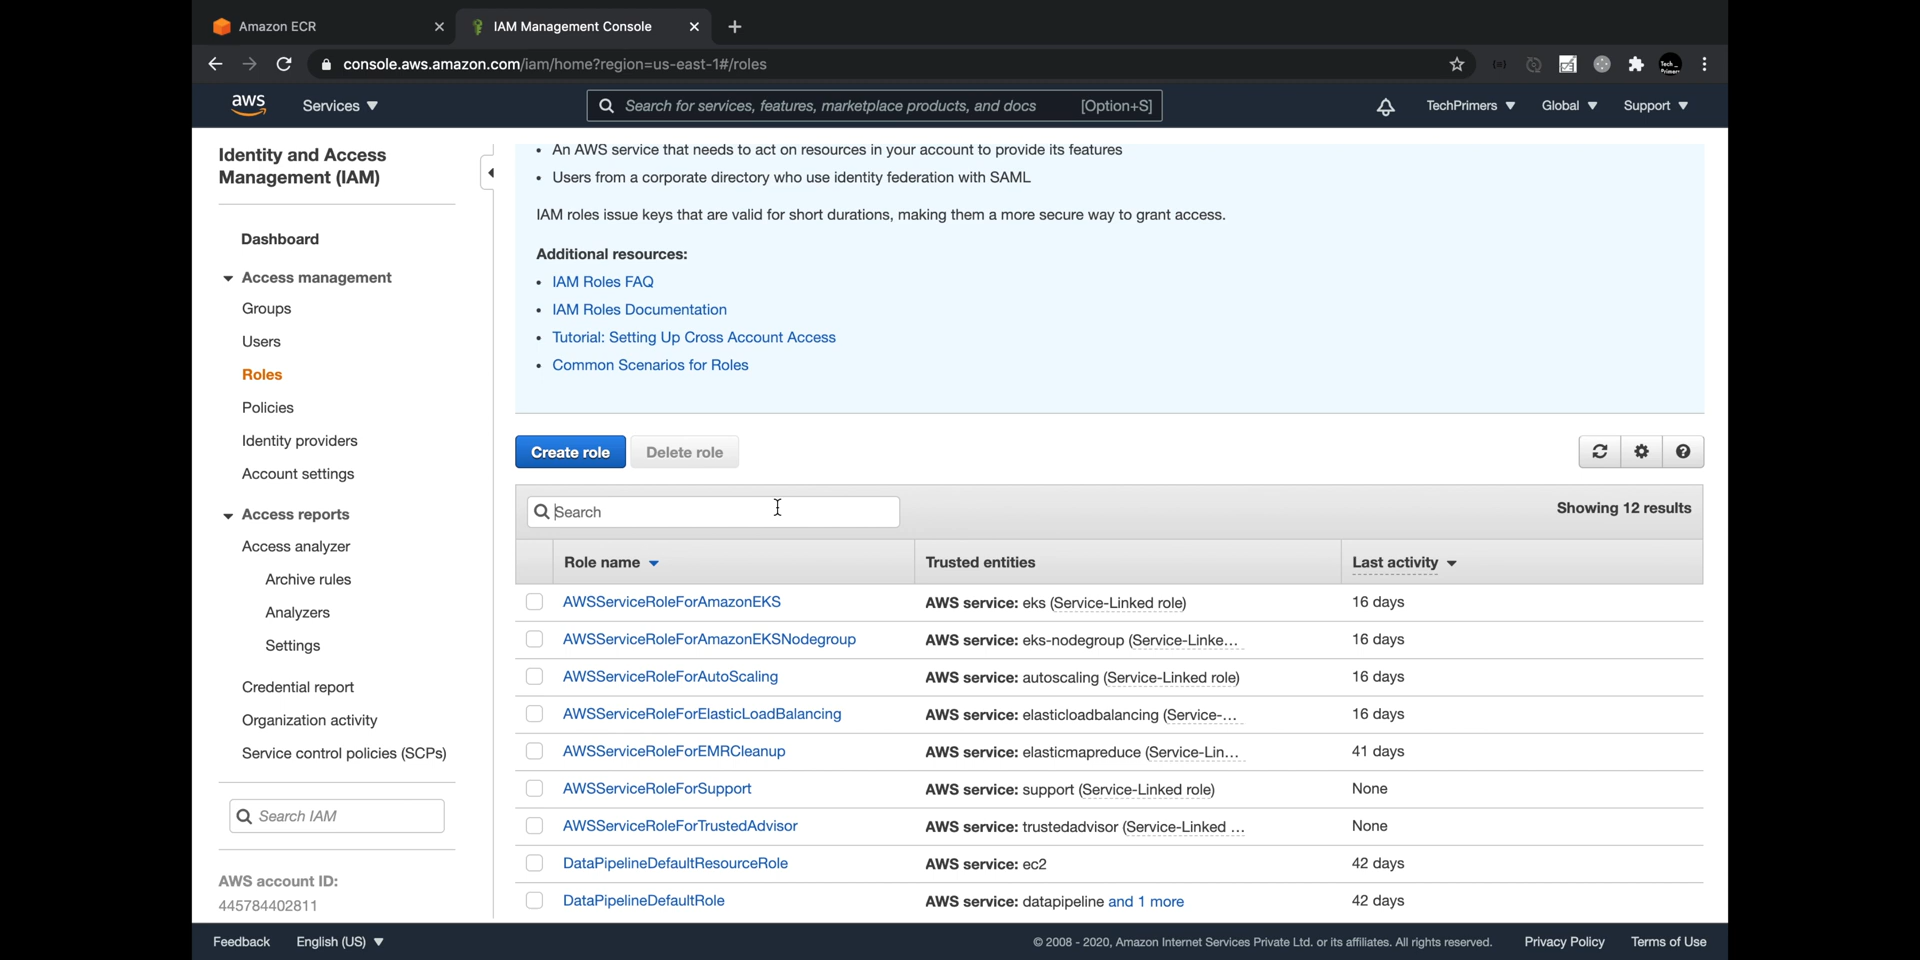 Amazon ECR
IAM Management Console
console.aws.amazon.com/iam/home?region=us-east-1#/roles
aws
Services
Search for services, features, marketplace products, and docs [Option+S]
TechPrimers
Global
Support
Identity and Access
Management (IAM)
Dashboard
Access management
Groups
Users
Roles
Policies
Identity providers
Account settings
Access reports
Access analyzer
Archive rules
Analyzers
Settings
Credential report
Organization activity
Service control policies (SCPs)
Search IAM
AWS account ID:
445784402811
• An AWS service that needs to act on resources in your account to provide its features
• Users from a corporate directory who use identity federation with SAML
IAM roles issue keys that are valid for short durations, making them a more secure way to grant access.
Additional resources:
• IAM Roles FAQ
• IAM Roles Documentation
• Tutorial: Setting Up Cross Account Access
• Common Scenarios for Roles
Create role
Delete role
Search
Showing 12 results
Role name Trusted entities Last activity
AWSServiceRoleForAmazonEKS AWS service: eks (Service-Linked role) 16 days
AWSServiceRoleForAmazonEKSNodegroup AWS service: eks-nodegroup (Service-Linke... 16 days
AWSServiceRoleForAutoScaling AWS service: autoscaling (Service-Linked role) 16 days
AWSServiceRoleForElasticLoadBalancing AWS service: elasticloadbalancing (Service-... 16 days
AWSServiceRoleForEMRCleanup AWS service: elasticmapreduce (Service-Lin... 41 days
AWSServiceRoleForSupport AWS service: support (Service-Linked role) None
AWSServiceRoleForTrustedAdvisor AWS service: trustedadvisor (Service-Linked ... None
DataPipelineDefaultResourceRole AWS service: ec2 42 days
DataPipelineDefaultRole AWS service: datapipeline and 1 more 42 days
Feedback
English (US)
© 2008 - 2020, Amazon Internet Services Private Ltd. or its affiliates. All rights reserved.
Privacy Policy
Terms of Use